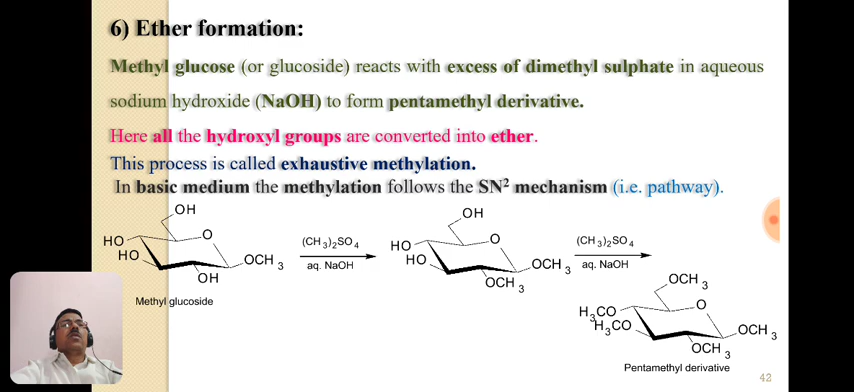 6) Ether formation:
Methyl glucose (or glucoside) reacts with excess of dimethyl sulphate in aqueous
sodium hydroxide (NaOH) to form pentamethyl derivative.
Here all the hydroxyl groups are converted into ether.
This process is called exhaustive methylation.
In basic medium the methylation follows the SN² mechanism (i.e. pathway).
OH
HO
HO
O
OH
OCH₃
Methyl glucoside
(CH₃)₂SO₄
aq. NaOH
OH
HO
HO
O
OCH₃
OCH₃
(CH₃)₂SO₄
aq. NaOH
OCH₃
H₃CO
H₃CO
O
OCH₃
OCH₃
Pentamethyl derivative
42